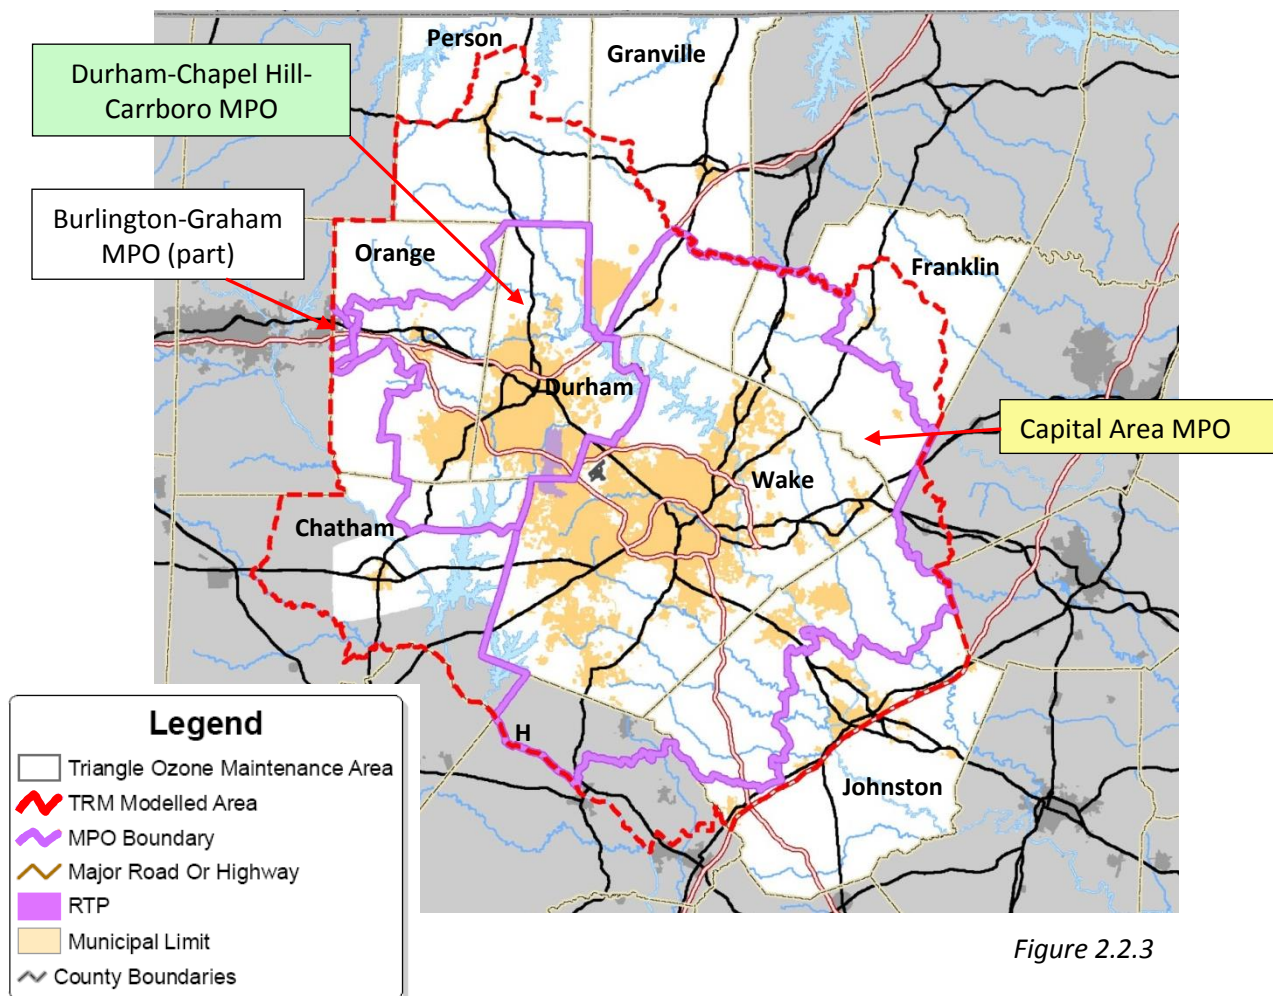 Person
Granville
Durham-Chapel Hill-
Carrboro MPO
Burlington-Graham
MPO (part)
Orange
Franklin
Durham
Capital Area MPO
Wake
Chatham
H
Johnston
Legend
Triangle Ozone Maintenance Area
TRM Modelled Area
MPO Boundary
Major Road Or Highway
RTP
Municipal Limit
County Boundaries
Figure 2.2.3